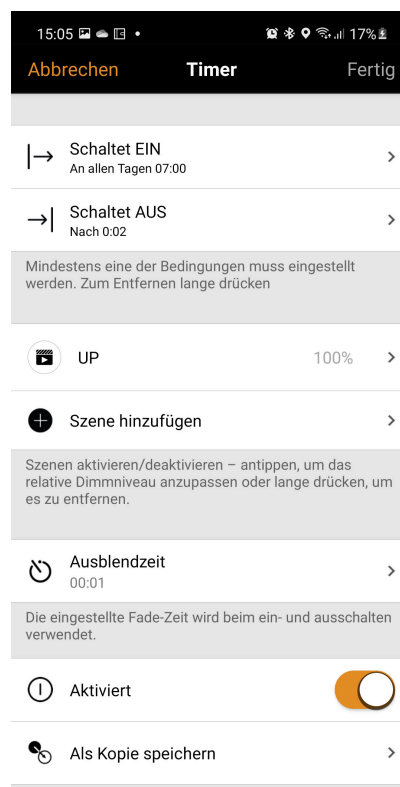 15:05
17%
Abbrechen Timer Fertig
Schaltet EIN
An allen Tagen 07:00
Schaltet AUS
Nach 0:02
Mindestens eine der Bedingungen muss eingestellt
werden. Zum Entfernen lange drücken
UP 100%
Szene hinzufügen
Szenen aktivieren/deaktivieren – antippen, um das
relative Dimmniveau anzupassen oder lange drücken, um
es zu entfernen.
Ausblendzeit
00:01
Die eingestellte Fade-Zeit wird beim ein- und ausschalten
verwendet.
Aktiviert
Als Kopie speichern